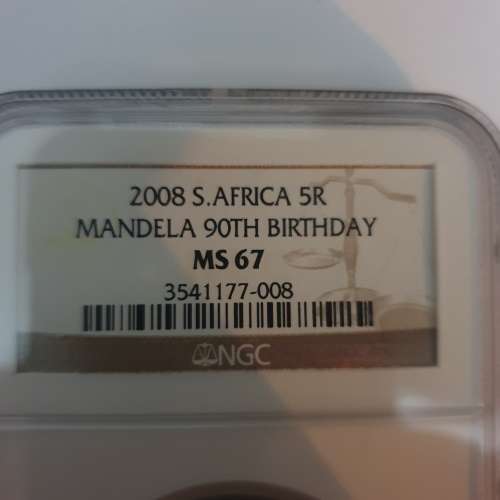 2008 S.AFRICA 5R
MANDELA 90TH BIRTHDAY
MS 67
3541177-008
NGC